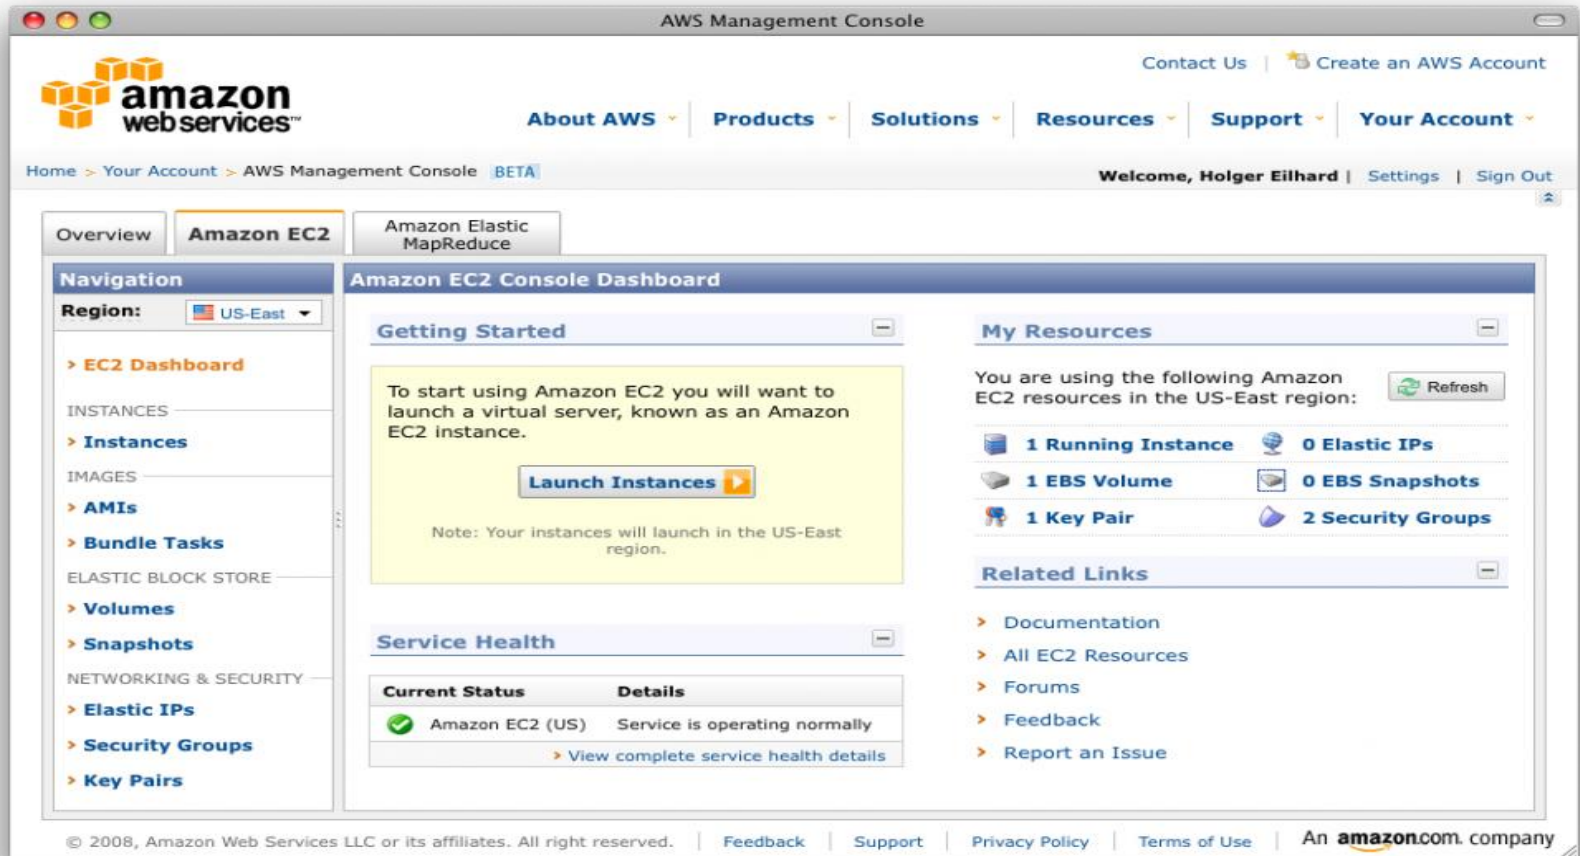 AWS Management Console
amazon
webservices™
Contact Us | Create an AWS Account
About AWS
Products
Solutions
Resources
Support
Your Account
Home > Your Account > AWS Management Console BETA
Welcome, Holger Eilhard | Settings | Sign Out
Overview
Amazon EC2
Amazon Elastic
MapReduce
Navigation
Region: US-East
> EC2 Dashboard
INSTANCES
> Instances
IMAGES
> AMIs
> Bundle Tasks
ELASTIC BLOCK STORE
> Volumes
> Snapshots
NETWORKING & SECURITY
> Elastic IPs
> Security Groups
> Key Pairs
Amazon EC2 Console Dashboard
Getting Started
To start using Amazon EC2 you will want to
launch a virtual server, known as an Amazon
EC2 instance.
Launch Instances
Note: Your instances will launch in the US-East
region.
Service Health
Current Status Details
Amazon EC2 (US) Service is operating normally
> View complete service health details
My Resources
You are using the following Amazon
EC2 resources in the US-East region:
Refresh
1 Running Instance 0 Elastic IPs
1 EBS Volume 0 EBS Snapshots
1 Key Pair 2 Security Groups
Related Links
> Documentation
> All EC2 Resources
> Forums
> Feedback
> Report an Issue
© 2008, Amazon Web Services LLC or its affiliates. All right reserved. | Feedback | Support | Privacy Policy | Terms of Use | An amazon.com. company